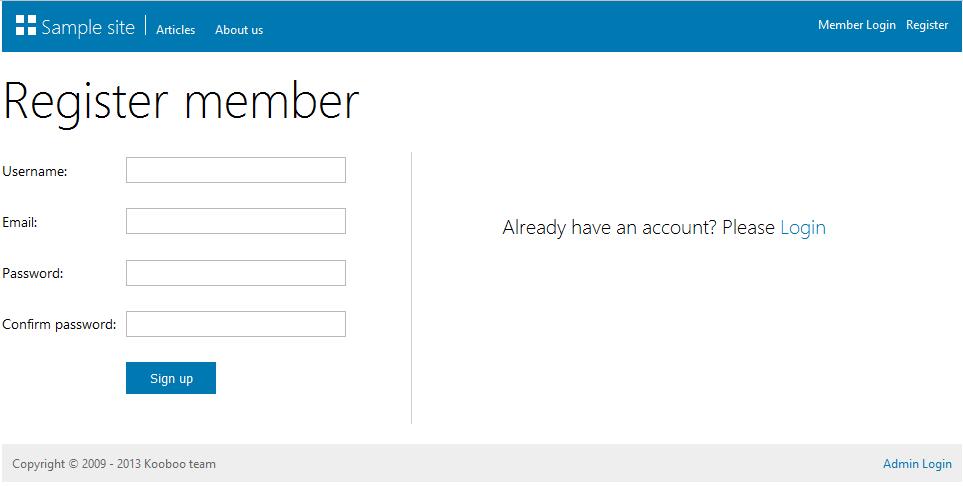 Sample site
Articles
About us
Member Login
Register
Register member
Username:
Email:
Password:
Confirm password:
Sign up
Already have an account? Please Login
Copyright © 2009 - 2013 Kooboo team
Admin Login